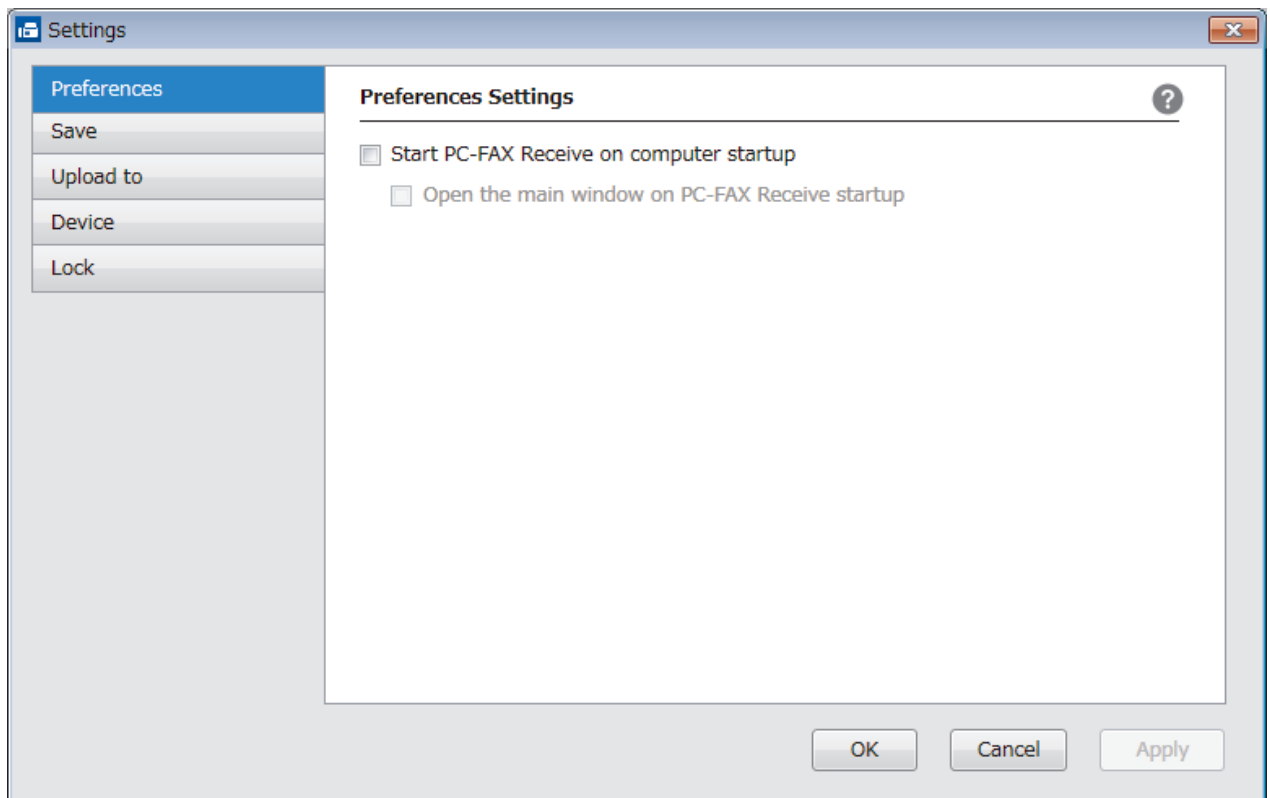 Settings
Preferences
Save
Upload to
Device
Lock
Preferences Settings
?
Start PC-FAX Receive on computer startup
Open the main window on PC-FAX Receive startup
OK
Cancel
Apply